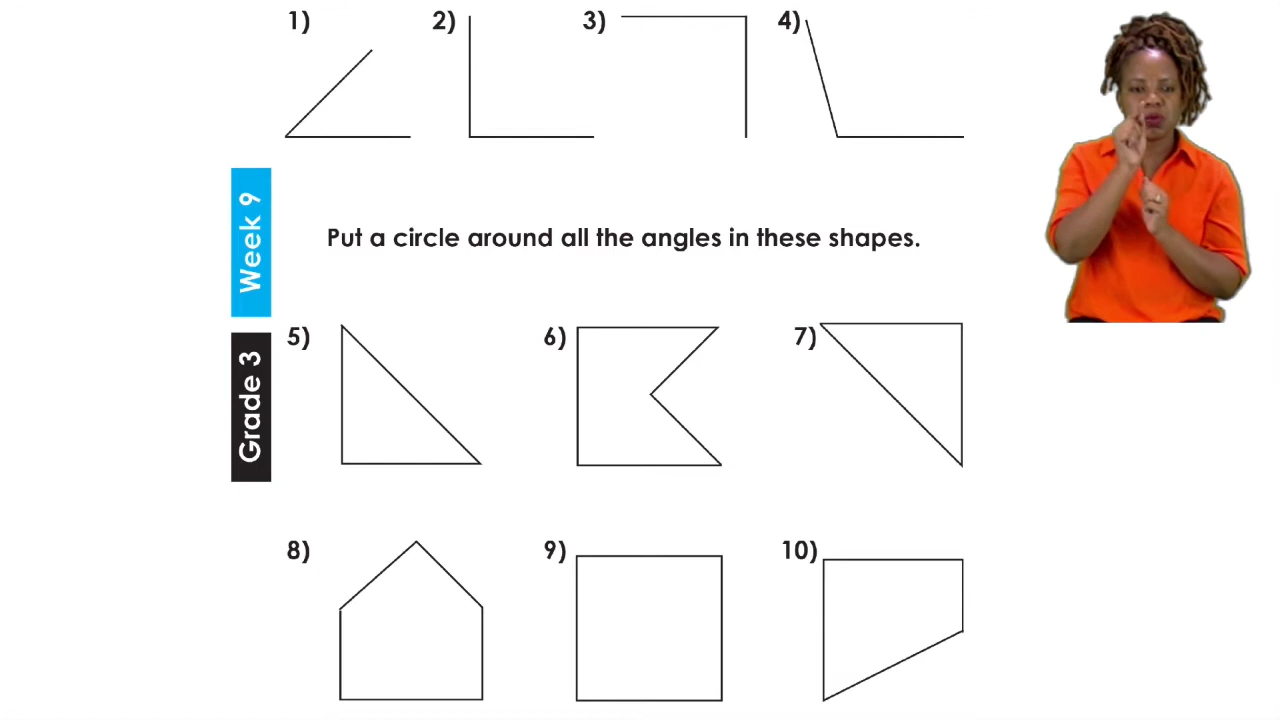 1) 2) 3) 4)
Week 9
Put a circle around all the angles in these shapes.
Grade 3
5) 6) 7)
8) 9) 10)